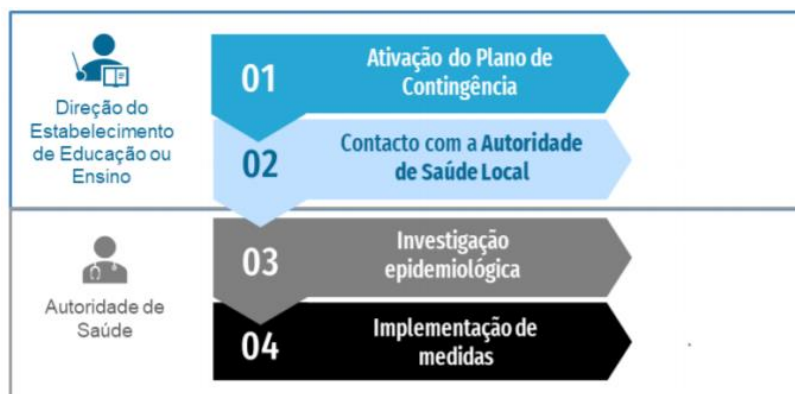 Direção do
Estabelecimento
de Educação ou
Ensino
01
Ativação do Plano de
Contingência
02
Contacto com a Autoridade
de Saúde Local
Autoridade de
Saúde
03
Investigação
epidemiológica
04
Implementação de
medidas